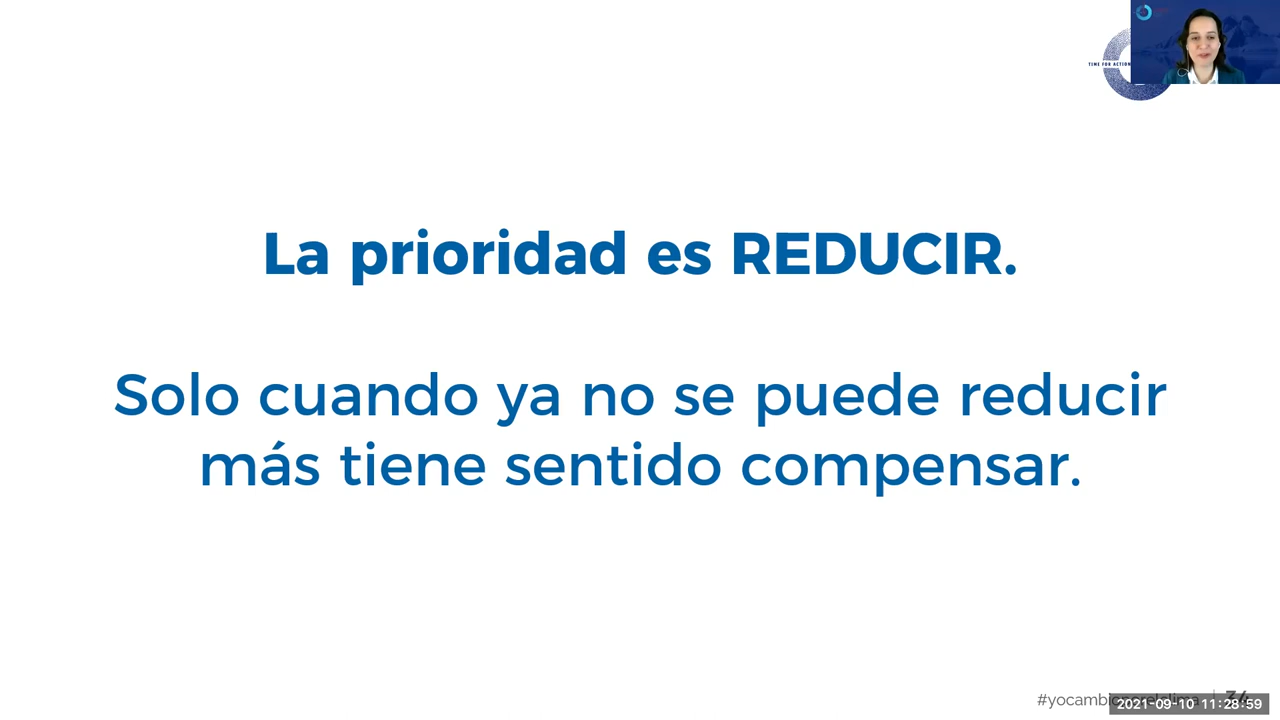 TIME FOR ACTION
La prioridad es REDUCIR.
Solo cuando ya no se puede reducir
más tiene sentido compensar.
34
2021-09-10 11:28:59